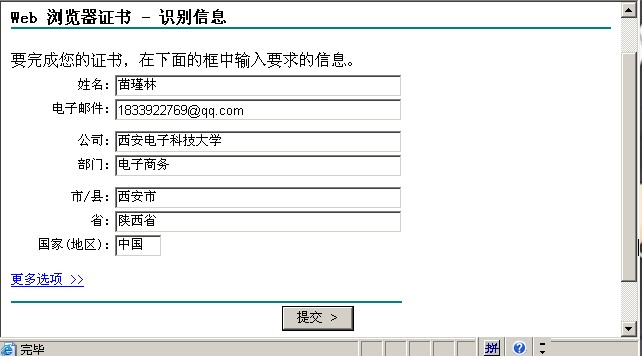 Web 浏览器证书 - 识别信息
要完成您的证书，在下面的框中输入要求的信息。
姓名：苗瑾林
电子邮件：1833922769@qq.com
公司：西安电子科技大学
部门：电子商务
市/县：西安市
省：陕西省
国家(地区)：中国
更多选项 >>
提交 >
完毕
拼